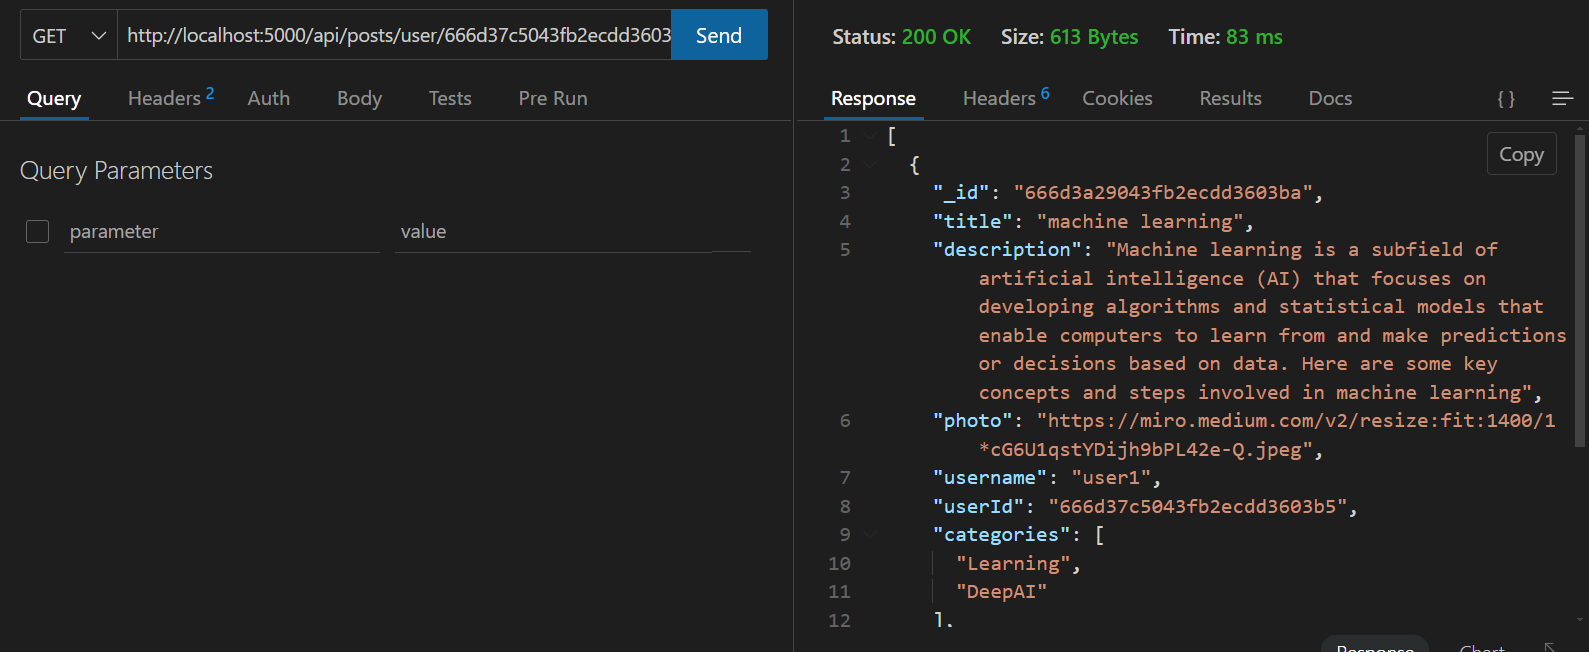 GET http://localhost:5000/api/posts/user/666d37c5043fb2ecdd3603 Send
Query Headers 2 Auth Body Tests Pre Run
Query Parameters
parameter value
Status: 200 OK Size: 613 Bytes Time: 83 ms
Response Headers 6 Cookies Results Docs { }
Copy
1 [
2 {
3 "_id": "666d3a29043fb2ecdd3603ba",
4 "title": "machine learning",
5 "description": "Machine learning is a subfield of
artificial intelligence (AI) that focuses on
developing algorithms and statistical models that
enable computers to learn from and make predictions
or decisions based on data. Here are some key
concepts and steps involved in machine learning",
6 "photo": "https://miro.medium.com/v2/resize:fit:1400/1
*cG6U1qstYDijh9bPL42e-Q.jpeg",
7 "username": "user1",
8 "userId": "666d37c5043fb2ecdd3603b5",
9 "categories": [
10 "Learning",
11 "DeepAI"
12 ],
Response Chart